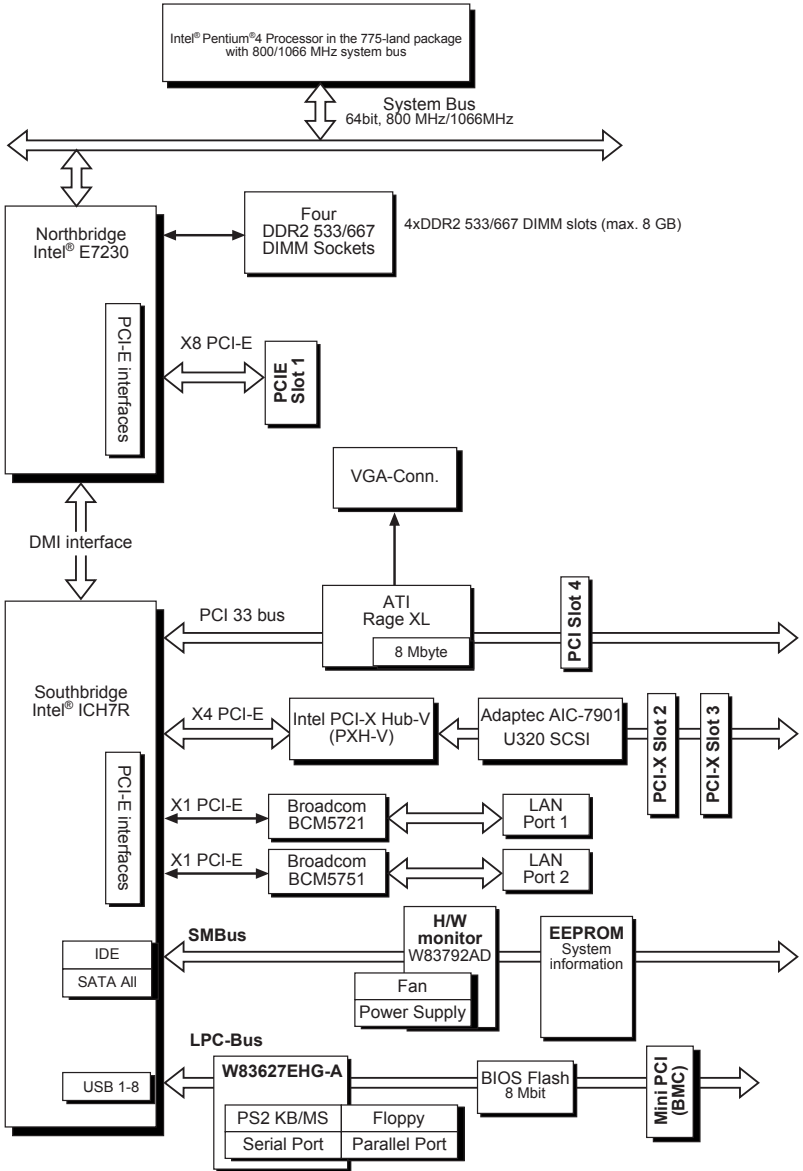 Intel® Pentium®4 Processor in the 775-land package
with 800/1066 MHz system bus
System Bus
64bit, 800 MHz/1066MHz
Northbridge
Intel® E7230
Four
DDR2 533/667
DIMM Sockets
4xDDR2 533/667 DIMM slots (max. 8 GB)
PCI-E interfaces
X8 PCI-E
PCIE
Slot 1
VGA-Conn.
DMI interface
ATI
Rage XL
8 Mbyte
PCI 33 bus
PCI Slot 4
Southbridge
Intel® ICH7R
X4 PCI-E
Intel PCI-X Hub-V
(PXH-V)
Adaptec AIC-7901
U320 SCSI
PCI-X Slot 2
PCI-X Slot 3
PCI-E interfaces
X1 PCI-E
Broadcom
BCM5721
LAN
Port 1
X1 PCI-E
Broadcom
BCM5751
LAN
Port 2
IDE
SATA All
SMBus
H/W
monitor
W83792AD
Fan
Power Supply
EEPROM
System
information
LPC-Bus
USB 1-8
W83627EHG-A
PS2 KB/MS
Floppy
Serial Port
Parallel Port
BIOS Flash
8 Mbit
Mini PCI
(BMC)